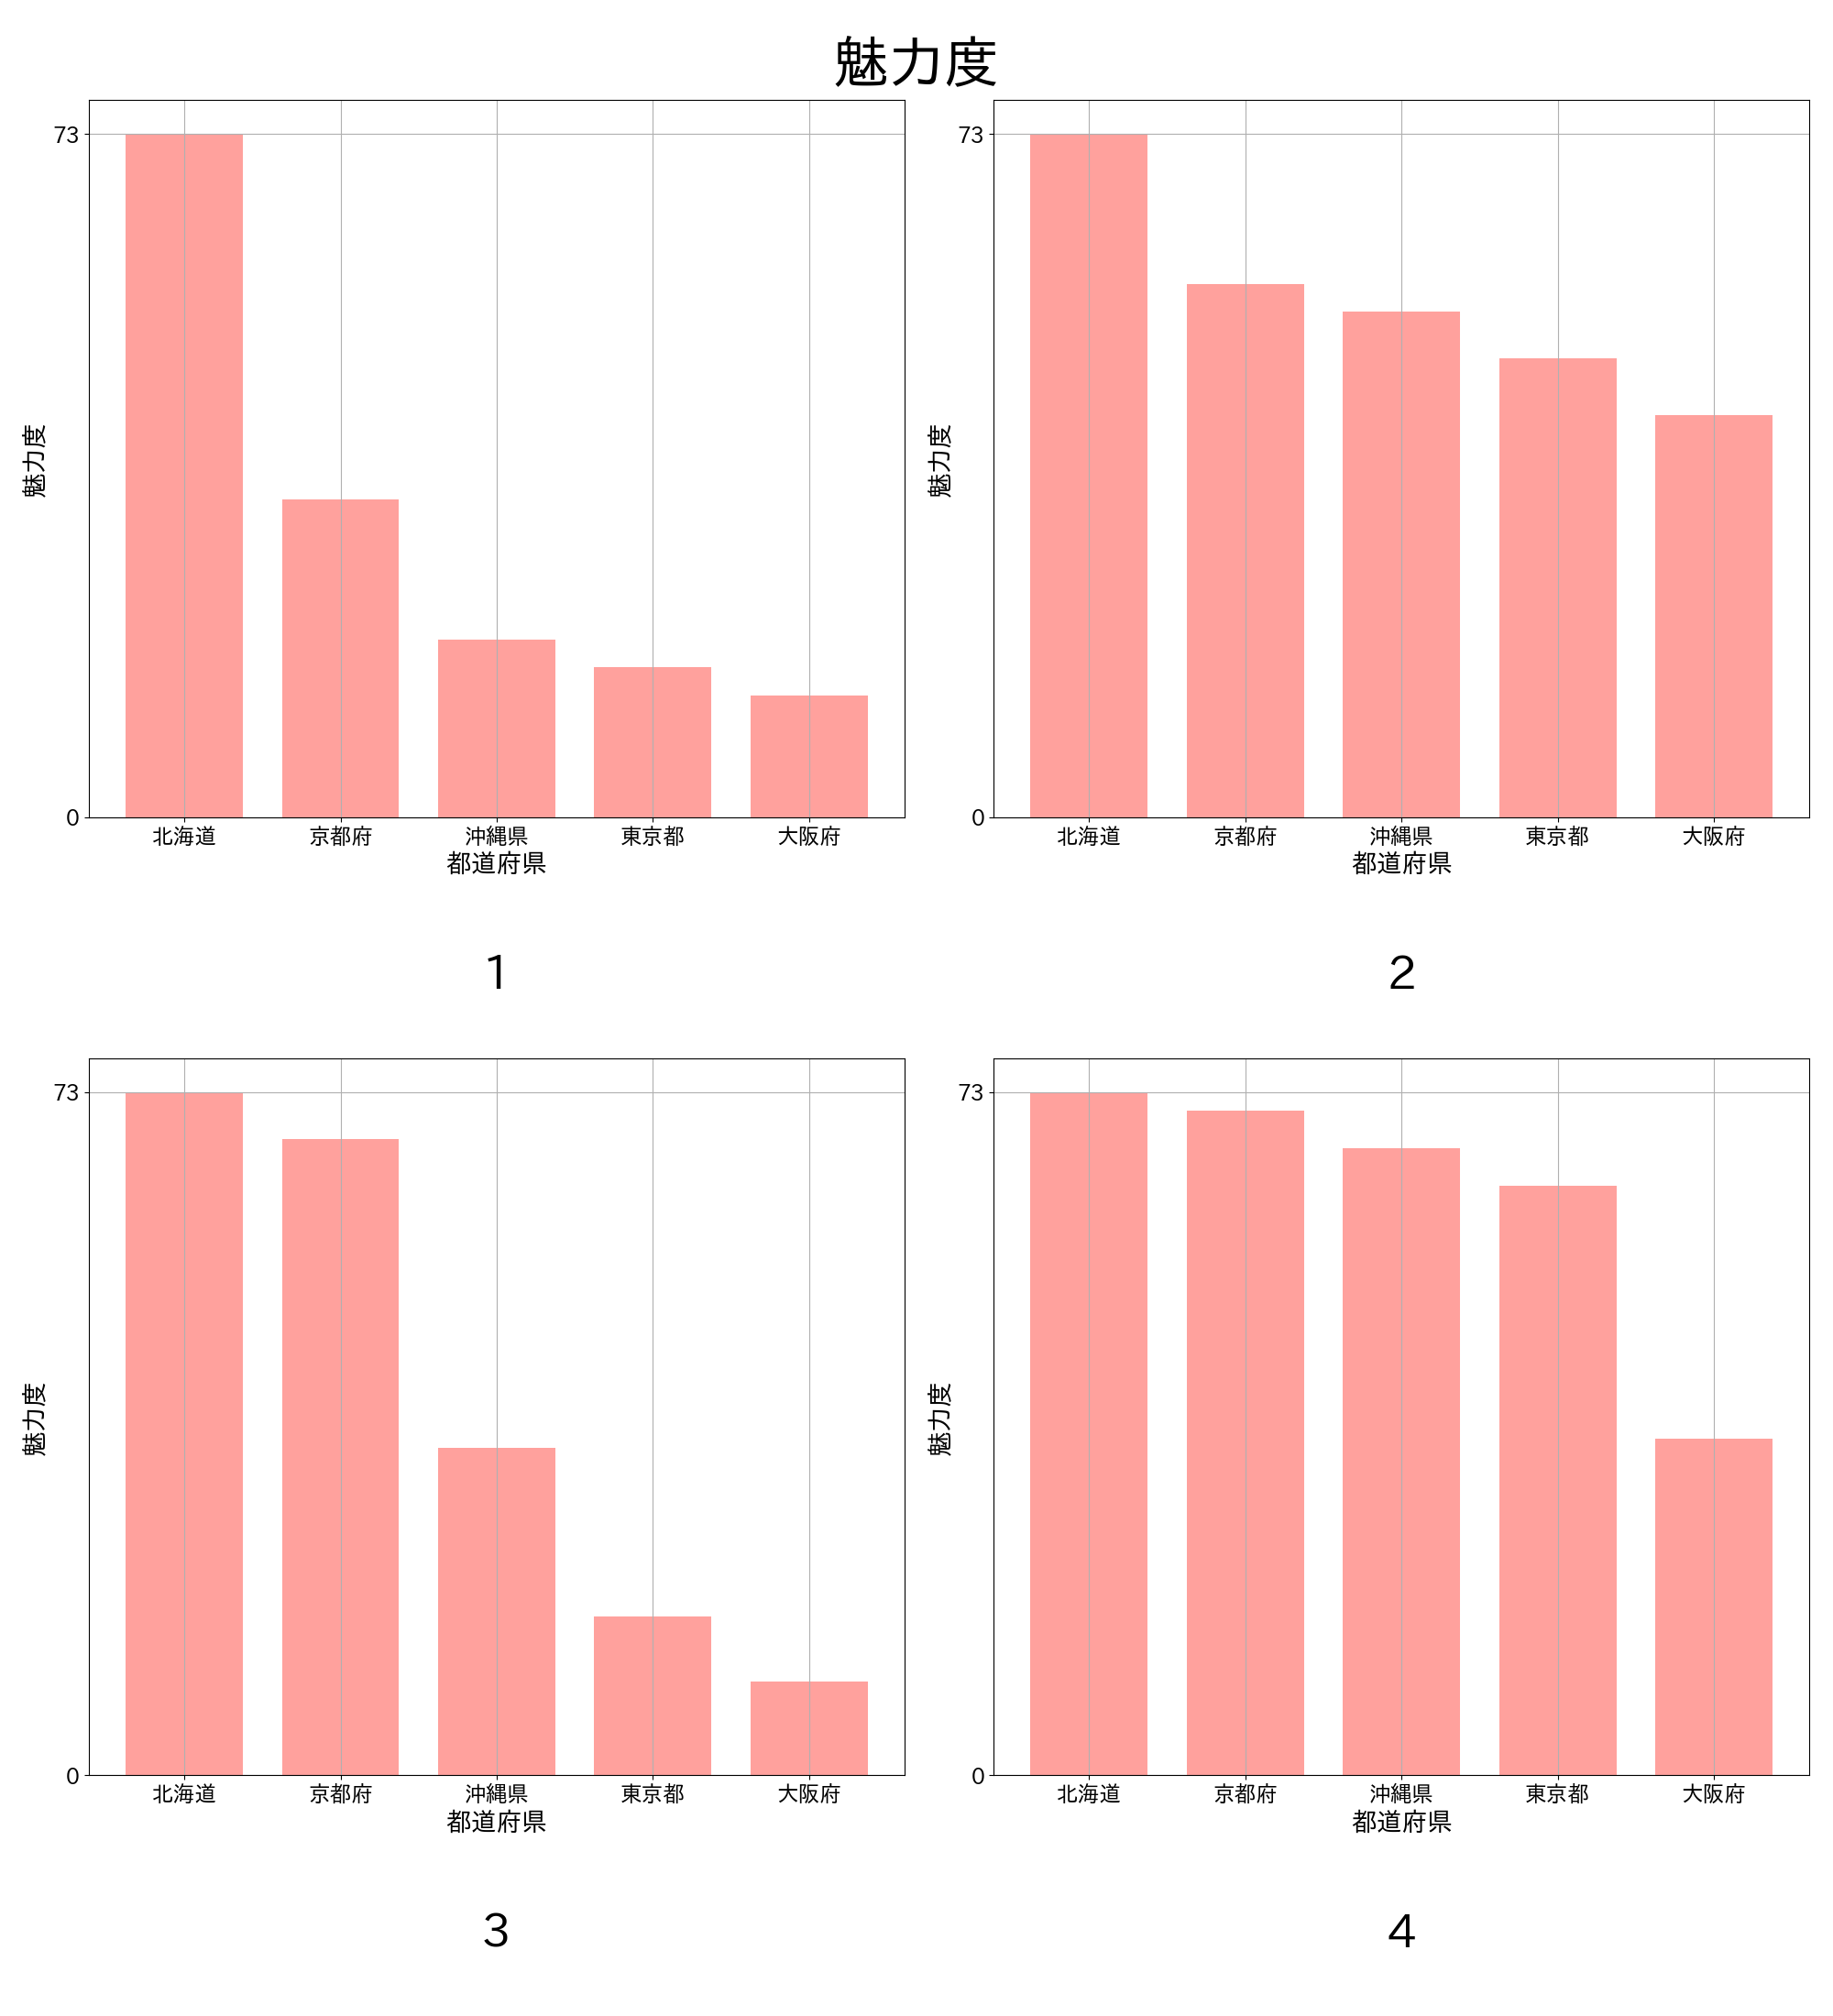 魅力度
73
魅力度
0
北海道 京都府 沖縄県 東京都 大阪府
都道府県
1
73
魅力度
0
北海道 京都府 沖縄県 東京都 大阪府
都道府県
2
73
魅力度
0
北海道 京都府 沖縄県 東京都 大阪府
都道府県
3
73
魅力度
0
北海道 京都府 沖縄県 東京都 大阪府
都道府県
4